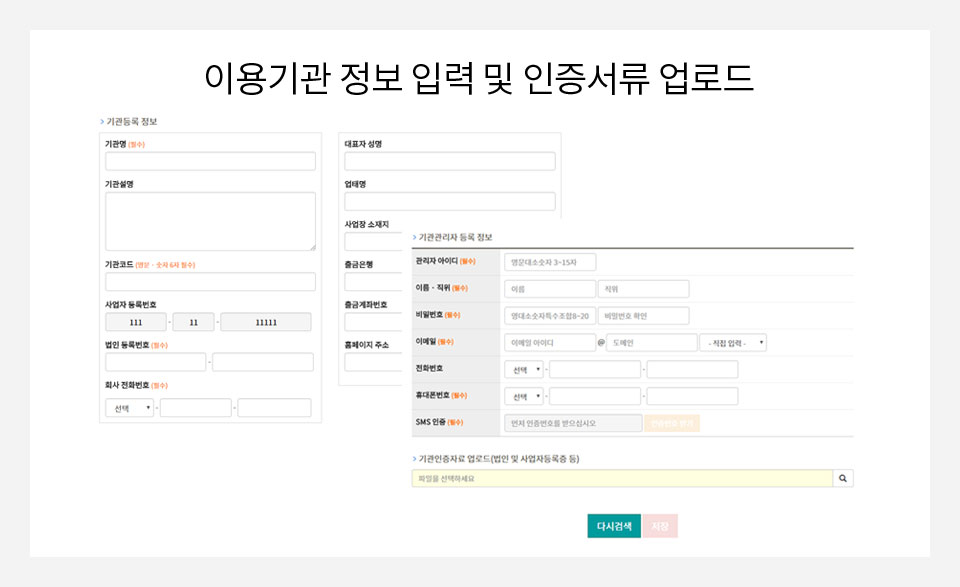 이용기관 정보 입력 및 인증서류 업로드
> 기관등록 정보
기관명 (필수)
기관설명
기관코드 (영문 · 숫자 6자 필수)
사업자 등록번호
111 - 11 - 11111
법인 등록번호 (필수)
-
회사 전화번호 (필수)
선택 - -
대표자 성명
업태명
사업장 소재지
출금은행
출금계좌번호
홈페이지 주소
> 기관관리자 등록 정보
관리자 아이디 (필수) 영문대소숫자 3~15자
이름 · 직위 (필수) 이름 직위
비밀번호 (필수) 영대소숫자특수조합8~20 비밀번호 확인
이메일 (필수) 이메일 아이디 @ 도메인 - 직접 입력 -
전화번호 선택 - -
휴대폰번호 (필수) 선택 - -
SMS 인증 (필수) 먼저 인증번호를 받으십시오 인증번호 받기
> 기관인증자료 업로드(법인 및 사업자등록증 등)
파일을 선택하세요
다시검색 저장